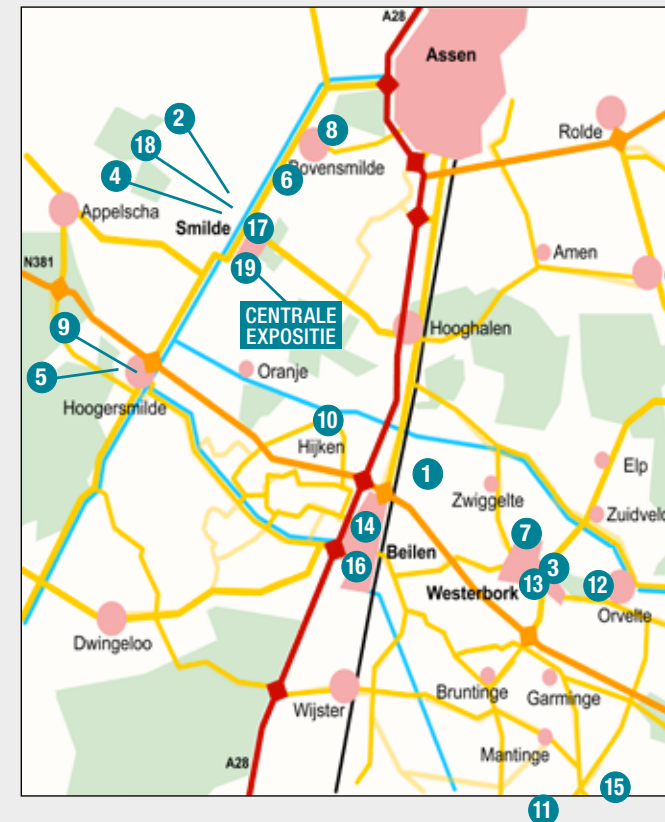 A28
Assen
2
8
Rolde
18
Bovensmilde
4
6
Appelscha
Smilde
17
Amen
N381
19
CENTRALE
EXPOSITIE
9
Hooghalen
5
Oranje
Hoogersmilde
10
Hijken
1
Elp
Zwiggelte
14
7
Beilen
16
3
13
12
Westerbork
Orvelte
Dwingeloo
Bruntinge
Garminge
Wijster
Mantinge
A28
15
11